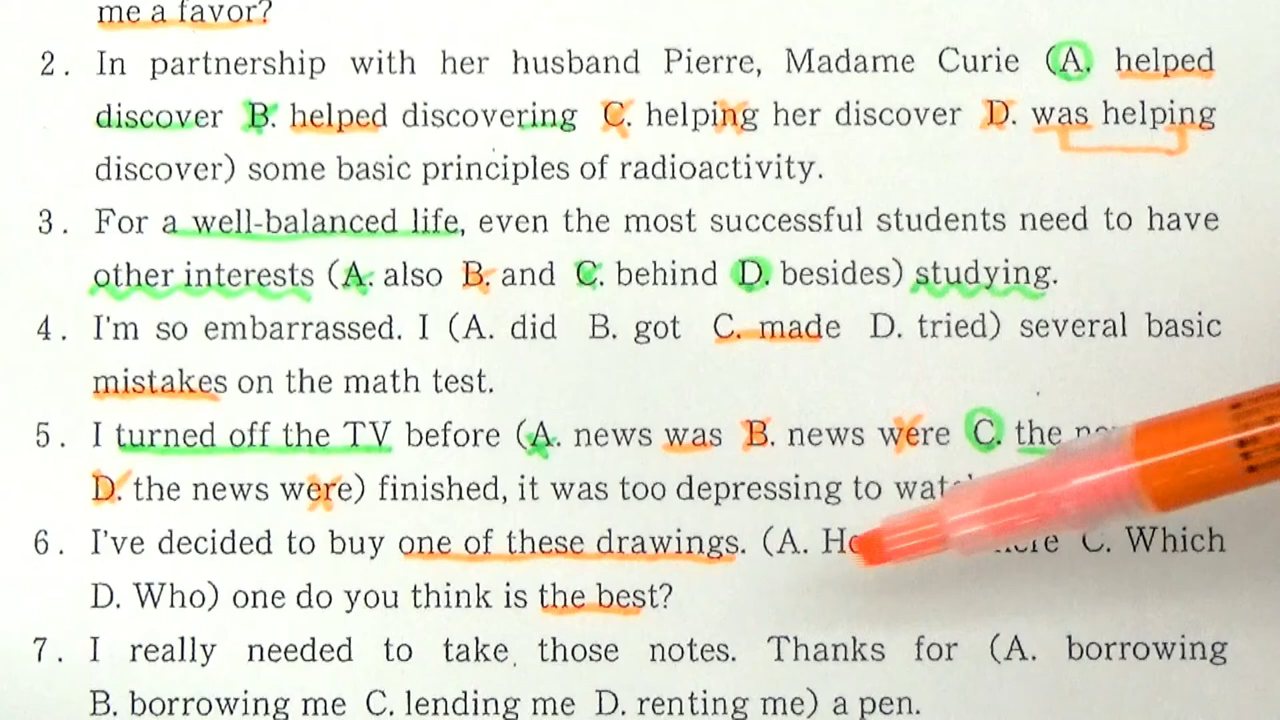 me a favor?
2. In partnership with her husband Pierre, Madame Curie (A. helped
discover B. helped discovering C. helping her discover D. was helping
discover) some basic principles of radioactivity.
3. For a well-balanced life, even the most successful students need to have
other interests (A. also B. and C. behind D. besides) studying.
4. I'm so embarrassed. I (A. did B. got C. made D. tried) several basic
mistakes on the math test.
5. I turned off the TV before (A. news was B. news were C. the
D. the news were) finished, it was too depressing to
6. I've decided to buy one of these drawings. (A. C. Which
D. Who) one do you think is the best?
7. I really needed to take those notes. Thanks for (A. borrowing
B. borrowing me C. lending me D. renting me) a pen.